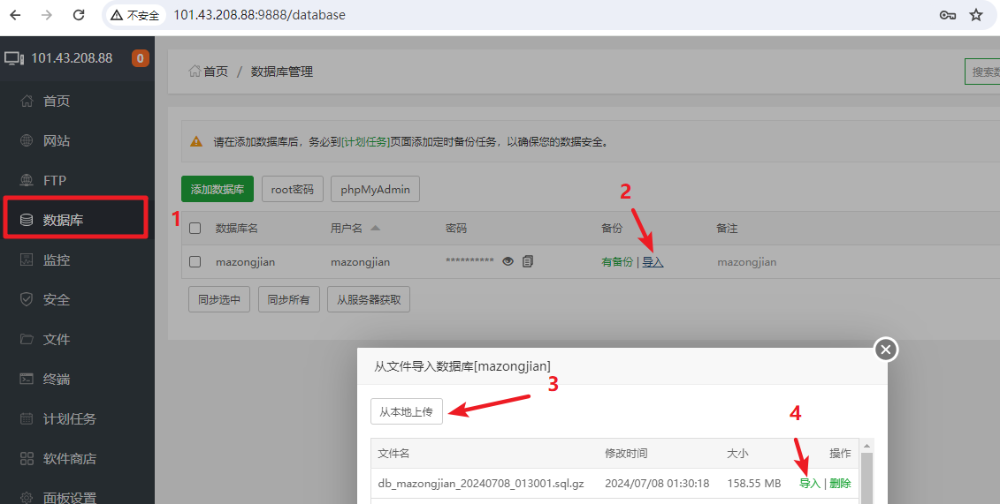 不安全 101.43.208.88:9888/database
101.43.208.88 0
首页
网站
FTP
数据库
监控
安全
文件
终端
计划任务
软件商店
面板设置
首页 / 数据库管理
搜索数
请在添加数据库后，务必到[计划任务]页面添加定时备份任务，以确保您的数据安全。
添加数据库 root密码 phpMyAdmin
1
2
数据库名 用户名 密码 备份 备注
mazongjian mazongjian ********** 有备份 | 导入 mazongjian
同步选中 同步所有 从服务器获取
从文件导入数据库[mazongjian]
3
从本地上传
4
文件名 修改时间 大小 操作
db_mazongjian_20240708_013001.sql.gz 2024/07/08 01:30:18 158.55 MB 导入 | 删除